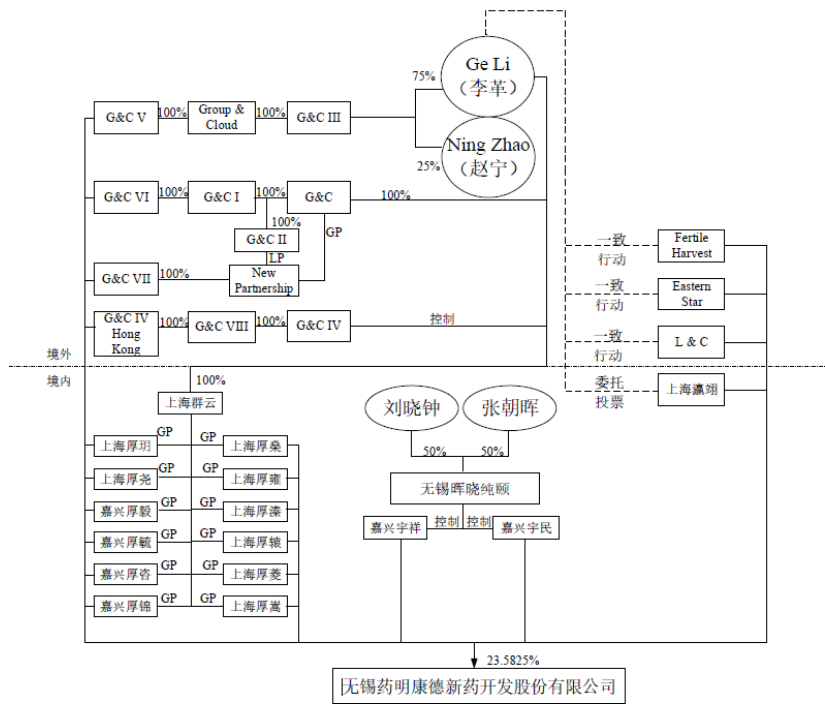 Ge Li
（李革）
75%
G&C V
100%
Group &
Cloud
100%
G&C III
Ning Zhao
（赵宁）
25%
G&C VI
100%
G&C I
100%
G&C
100%
100%
G&C II
GP
LP
G&C VII
100%
New
Partnership
一致
行动
Fertile
Harvest
一致
行动
Eastern
Star
G&C IV
Hong
Kong
100%
G&C VIII
100%
G&C IV
控制
一致
行动
L & C
境外
境内
100%
委托
投票
上海瀛翊
上海群云
刘晓钟
张朝晖
上海厚玥
GP
GP
上海厚燊
50%
50%
上海厚尧
GP
GP
上海厚雍
无锡晖晓纯颐
嘉兴厚毅
GP
GP
上海厚溱
嘉兴宇祥
控制
控制
嘉兴宇民
嘉兴厚毓
GP
GP
上海厚辕
嘉兴厚咨
GP
GP
上海厚菱
嘉兴厚锦
GP
GP
上海厚嵩
23.5825%
无锡药明康德新药开发股份有限公司